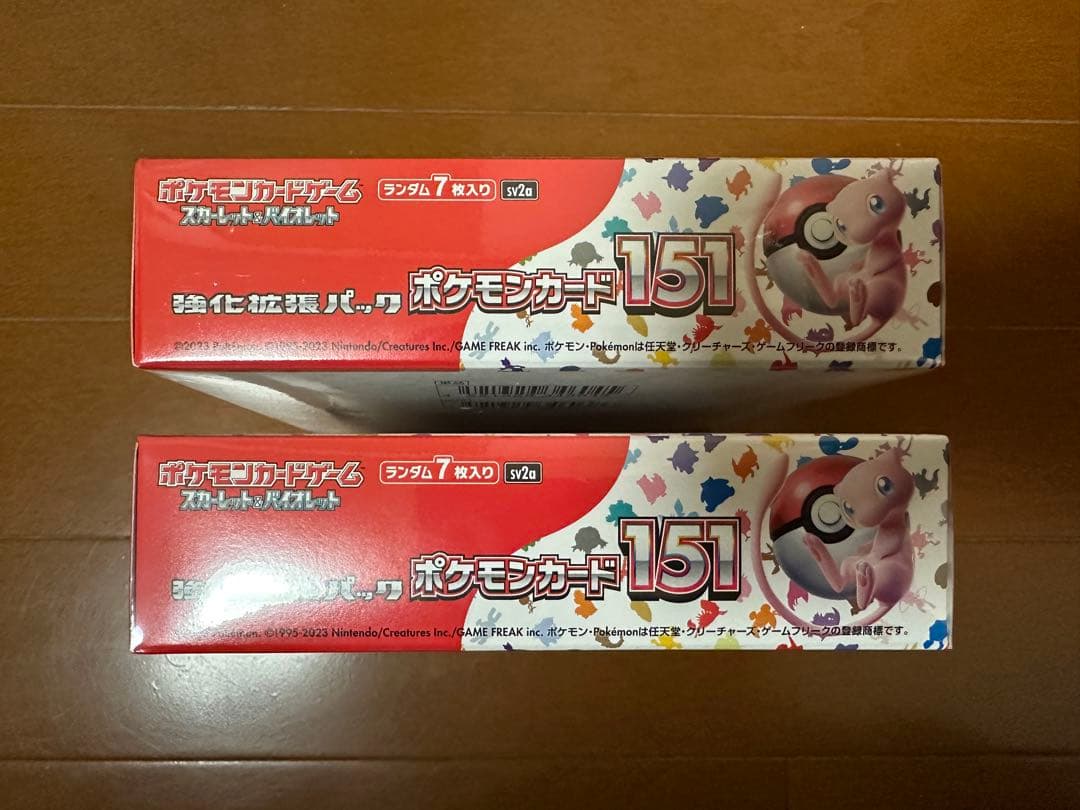 ポケモンカードゲーム
スカーレット&バイオレット
ランダム7枚入り sv2a
強化拡張パック ポケモンカード151
©2023 Pokémon. ©1995-2023 Nintendo/Creatures Inc./GAME FREAK inc. ポケモン・Pokémonは任天堂・クリーチャーズ・ゲームフリークの登録商標です。
ポケモンカードゲーム
スカーレット&バイオレット
ランダム7枚入り sv2a
強 パック ポケモンカード151
Pokémon. ©1995-2023 Nintendo/Creatures Inc./GAME FREAK inc. ポケモン・Pokémonは任天堂・クリーチャーズ・ゲームフリークの登録商標です。